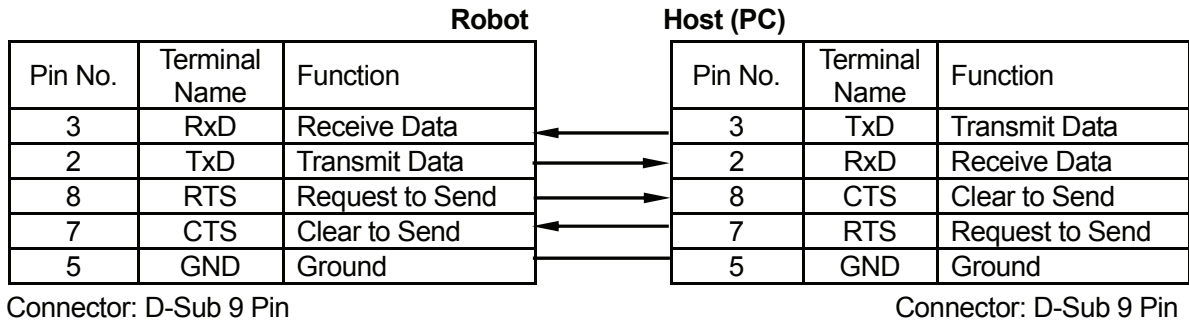 Robot Host (PC)
Pin No. Terminal Name Function Pin No. Terminal Name Function
3 RxD Receive Data 3 TxD Transmit Data
2 TxD Transmit Data 2 RxD Receive Data
8 RTS Request to Send 8 CTS Clear to Send
7 CTS Clear to Send 7 RTS Request to Send
5 GND Ground 5 GND Ground
Connector: D-Sub 9 Pin Connector: D-Sub 9 Pin